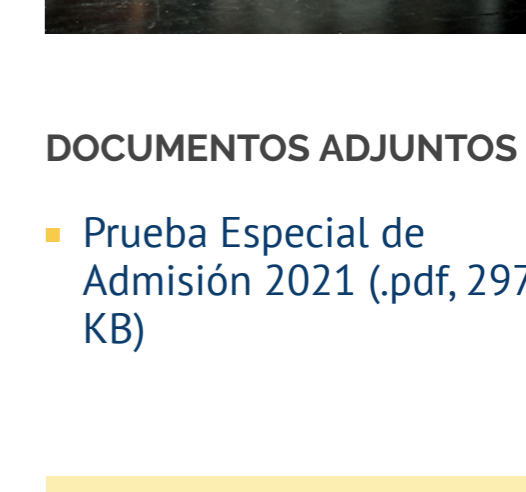 DOCUMENTOS ADJUNTOS
Prueba Especial de
Admisión 2021 (.pdf, 297
KB)